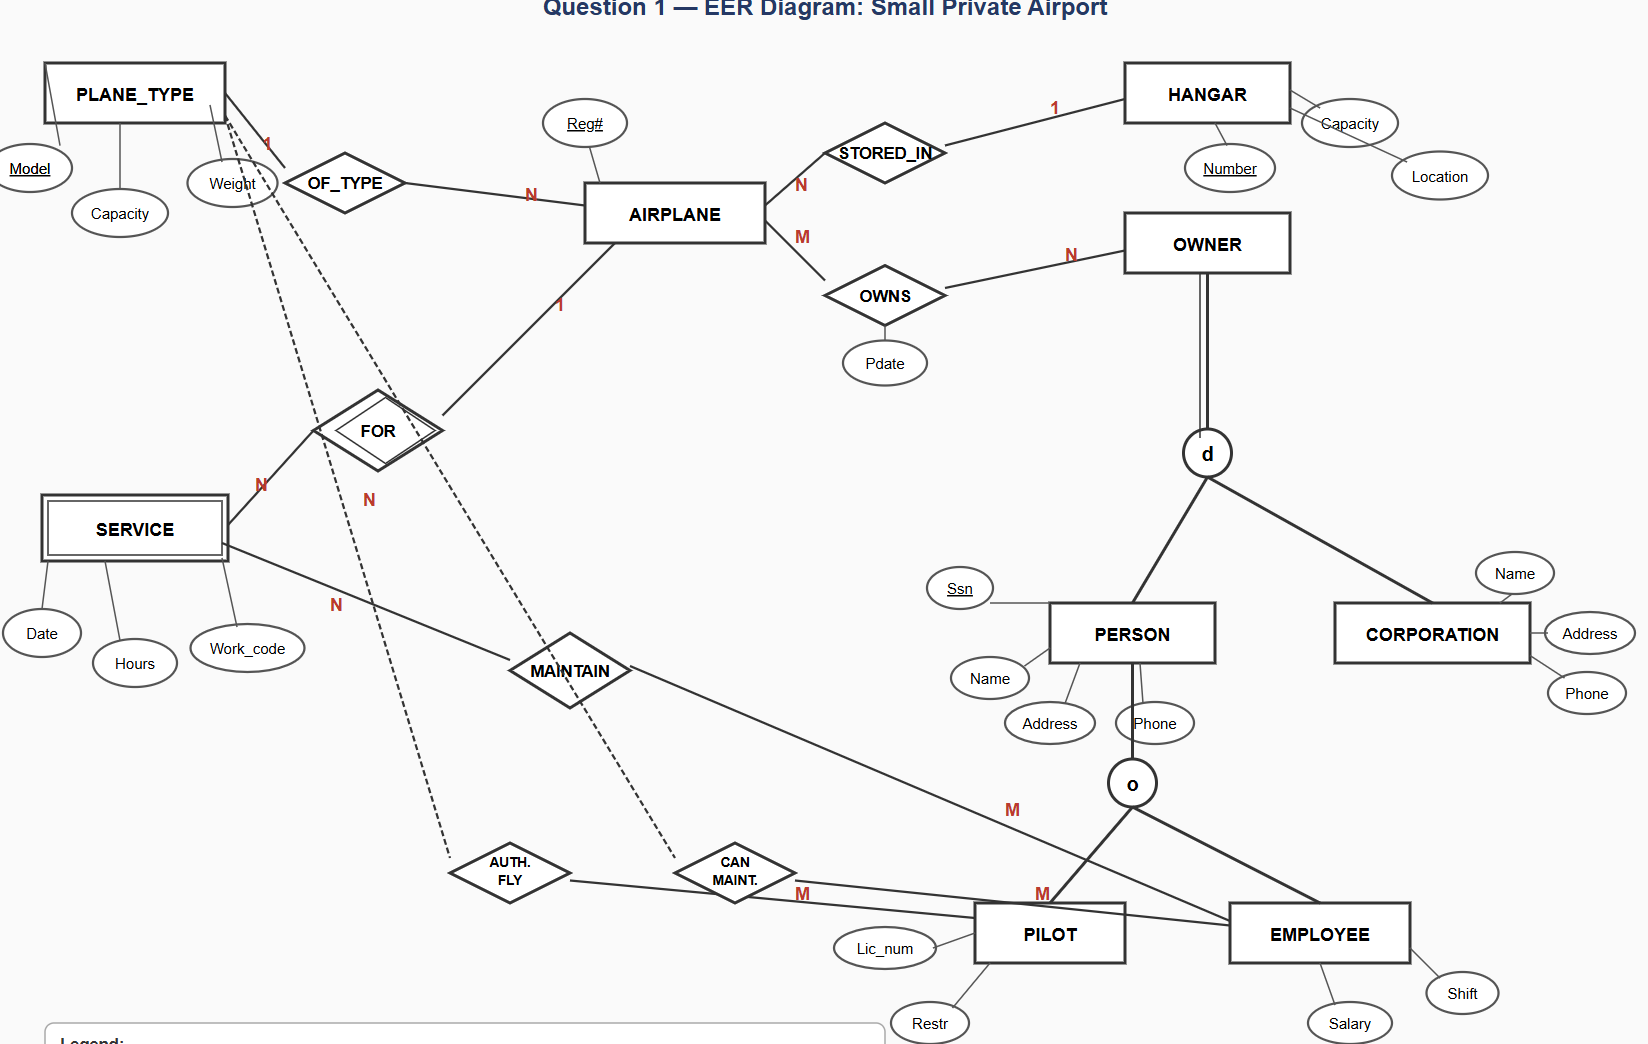 Question 1 — EER Diagram: Small Private Airport
PLANE_TYPE
HANGAR
1
Capacity
Reg#
1
STORED_IN
Model
Weight
OF_TYPE
N
N
Number
Location
Capacity
AIRPLANE
M
N
OWNER
OWNS
1
Pdate
FOR
d
N
N
SERVICE
Name
Ssn
N
Date
Hours
Work_code
PERSON
CORPORATION
Address
MAINTAIN
Name
Phone
Address
Phone
o
M
AUTH.
FLY
CAN
MAINT.
M
M
PILOT
EMPLOYEE
Lic_num
Restr
Salary
Shift
Legend: